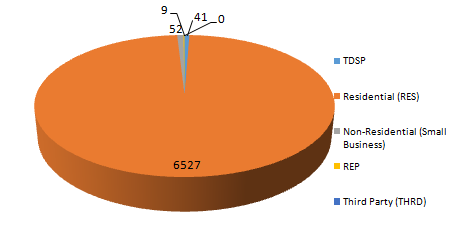 9
41
0
52
6527
TDSP
Residential (RES)
Non-Residential (Small
Business)
REP
Third Party (THRD)